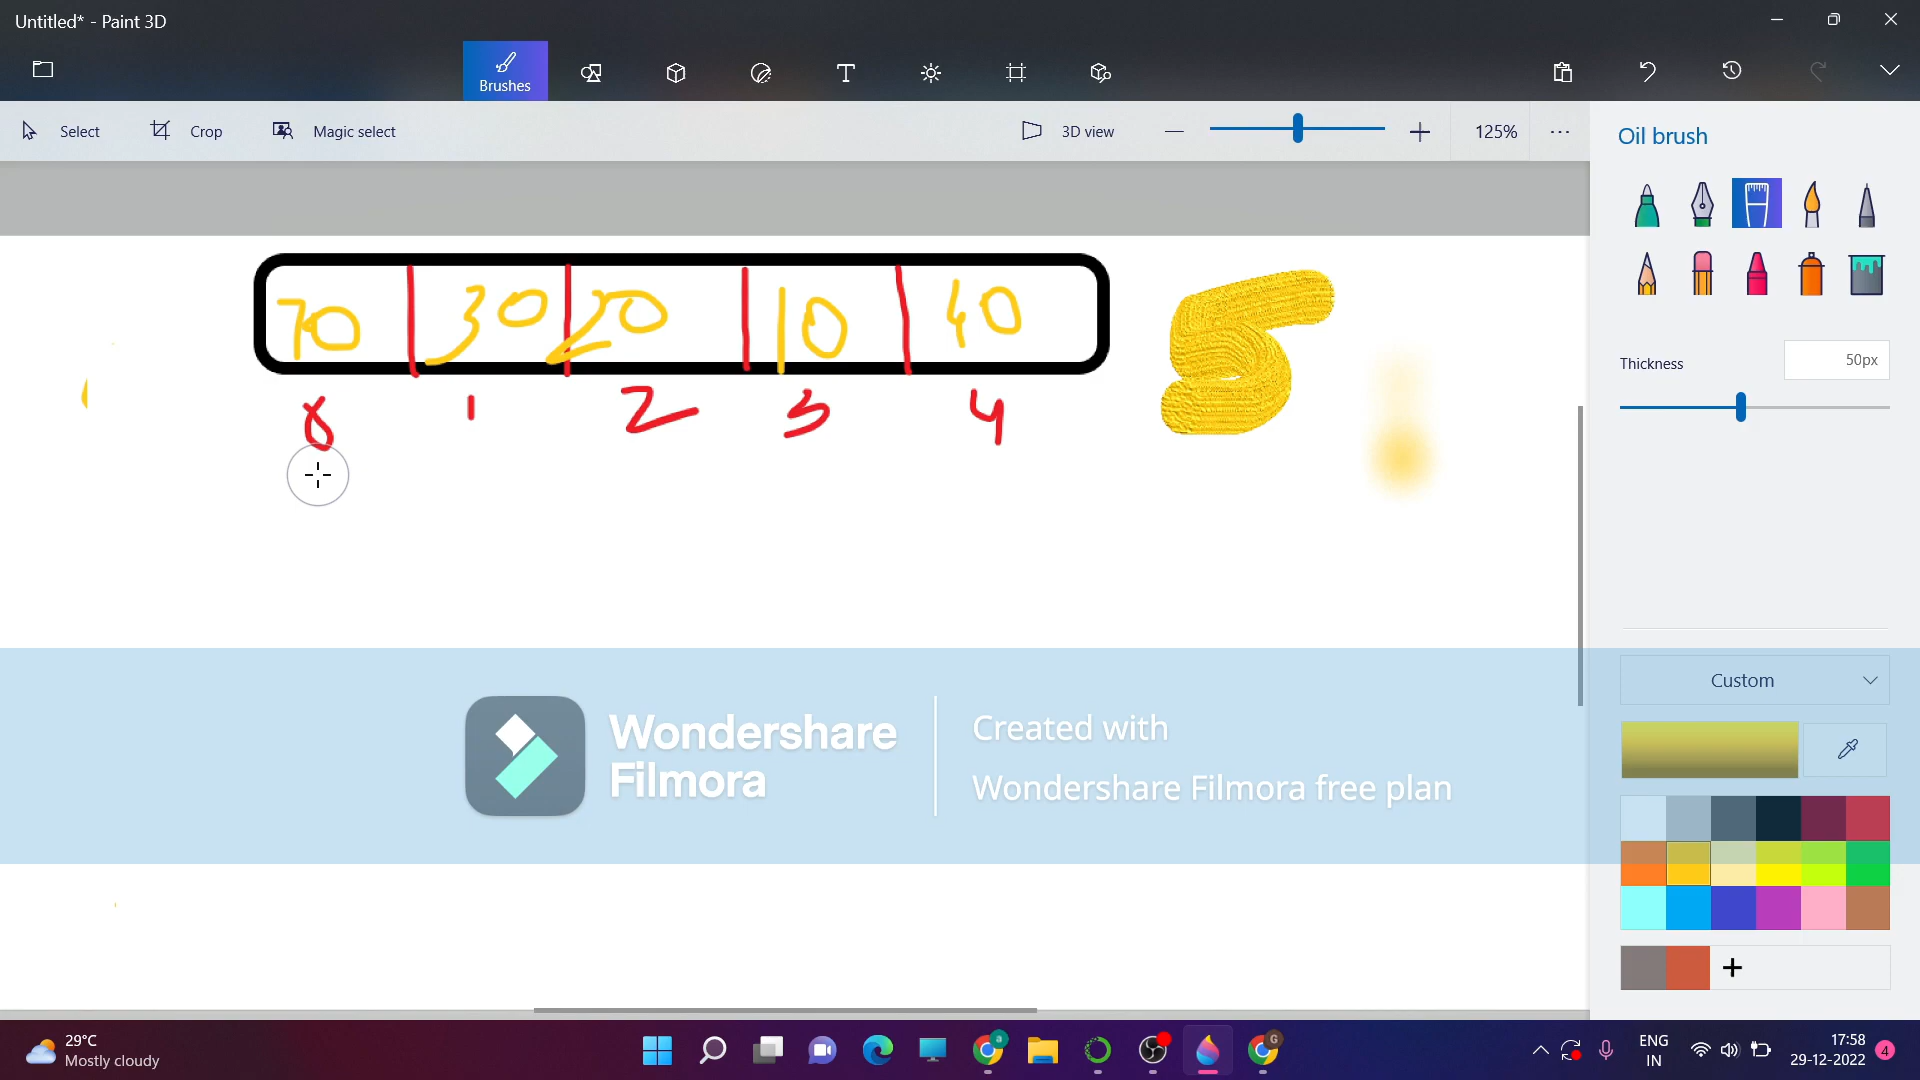 Untitled* - Paint 3D
Brushes
Select
Crop
Magic select
3D view
125%
Oil brush
70 30 20 10 40
5
Thickness
50px
1 2 3 4
Custom
Wondershare
Filmora
Created with
Wondershare Filmora free plan
29°C
Mostly cloudy
a
G
ENG
IN
17:58
29-12-2022
4